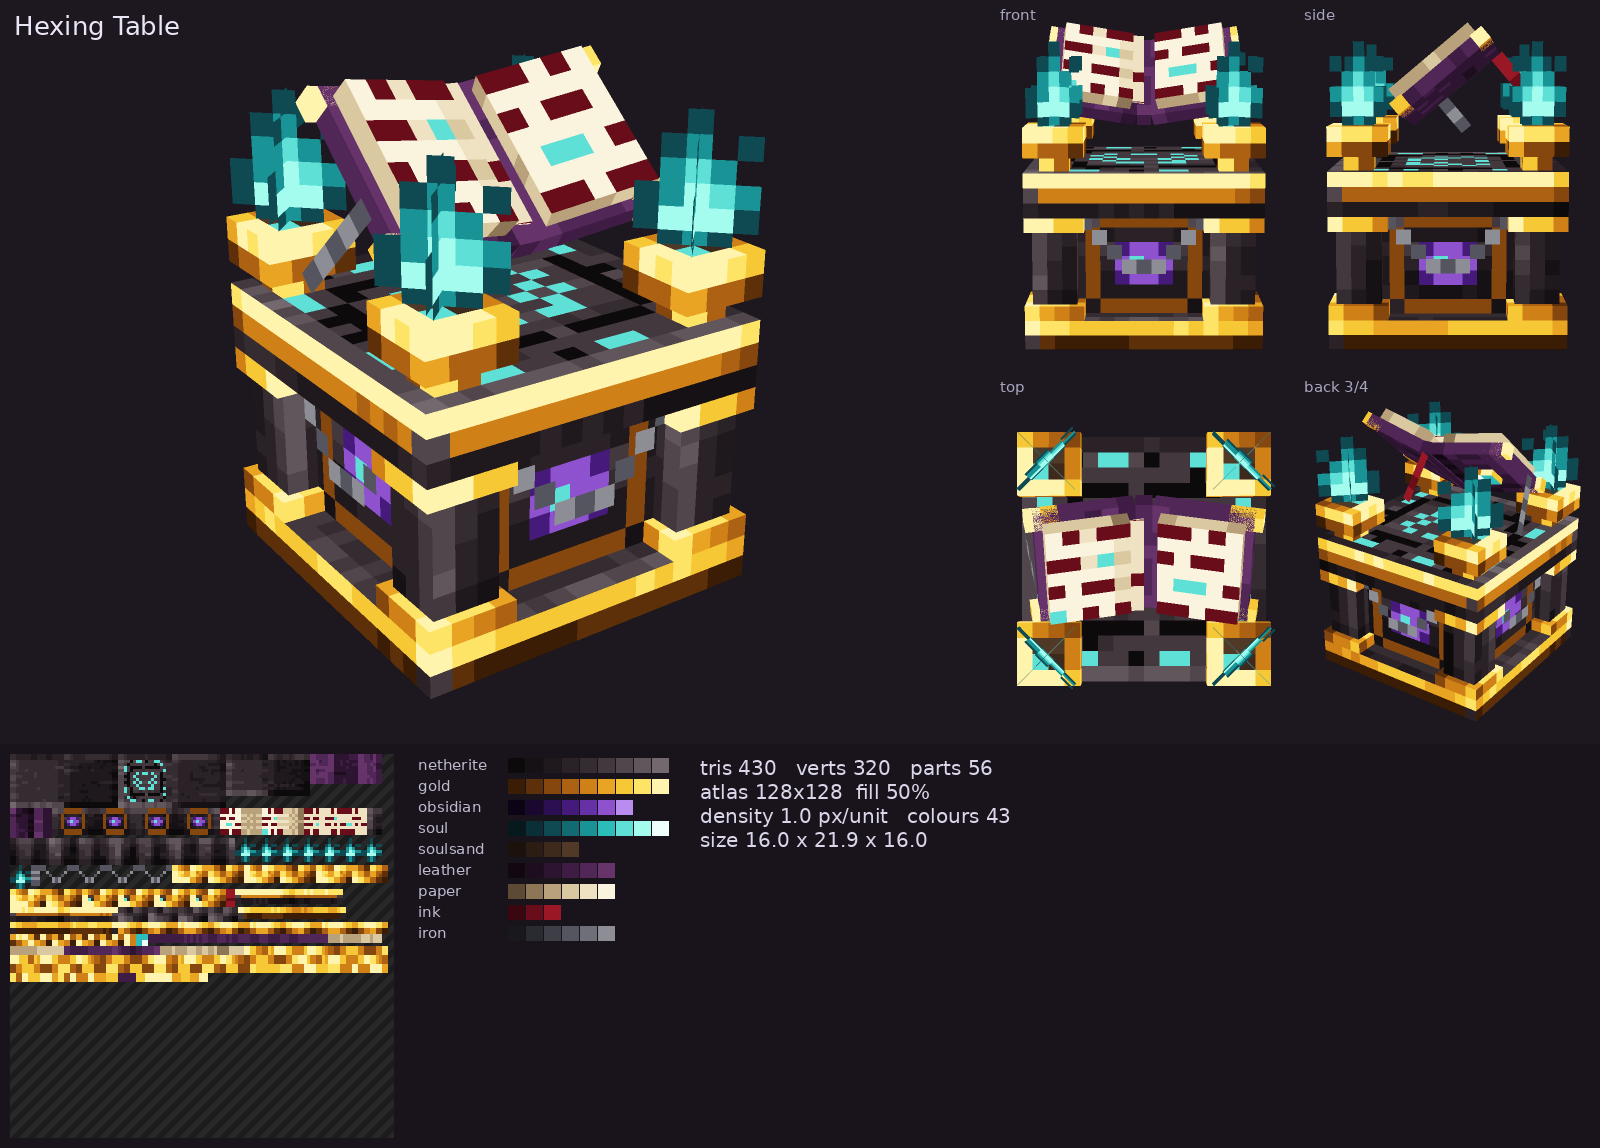 Hexing Table
front
side
top
back 3/4
netherite
gold
obsidian
soul
soulsand
leather
paper
ink
iron
tris 430 verts 320 parts 56
atlas 128x128 fill 50%
density 1.0 px/unit colours 43
size 16.0 x 21.9 x 16.0